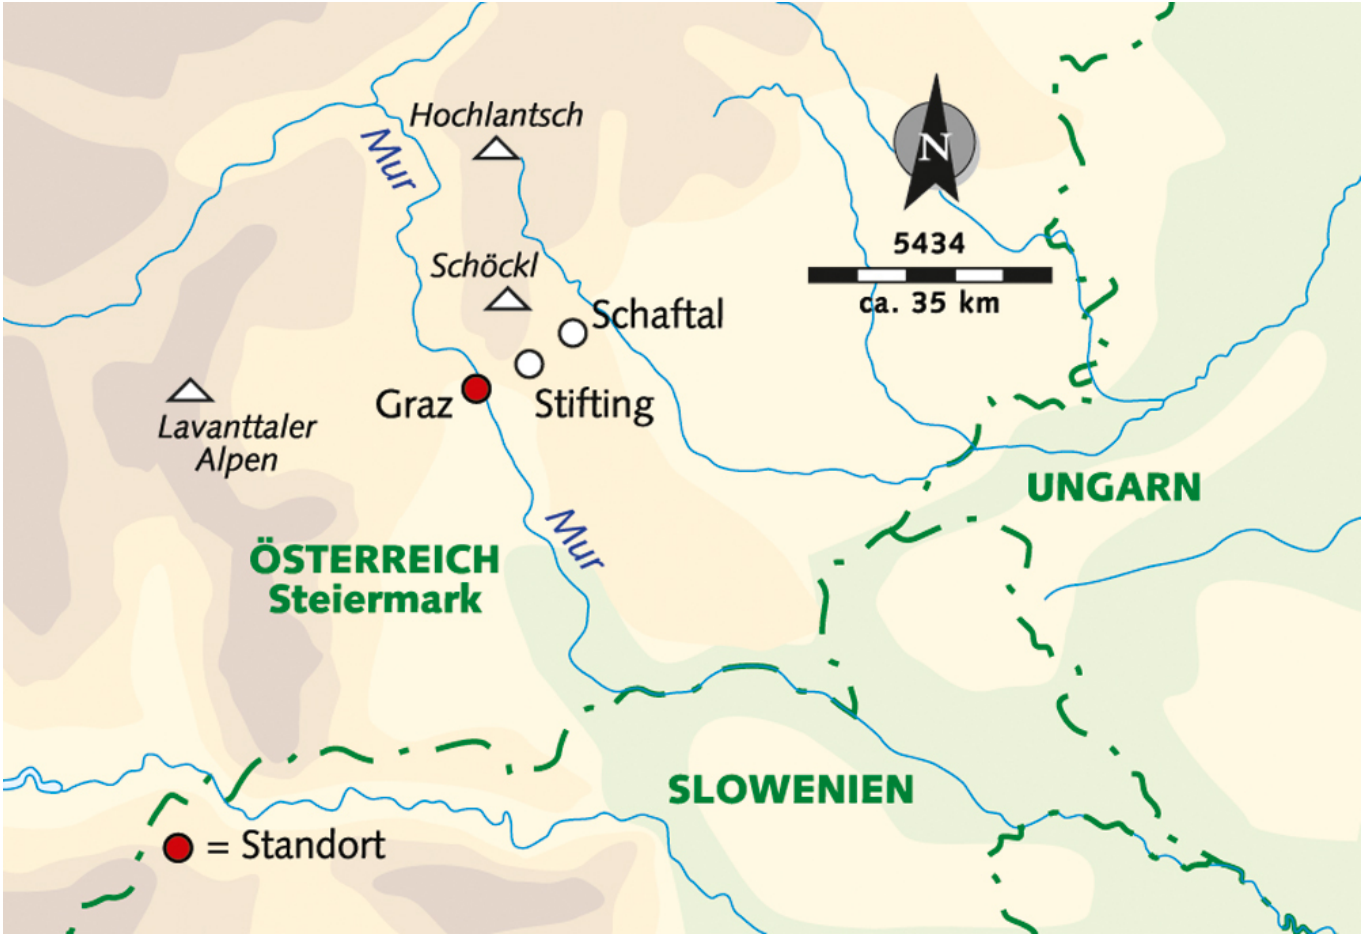 Hochlantsch
Mur
N
5434
ca. 35 km
Schöckl
Schaftal
Graz
Stifting
Lavanttaler
Alpen
UNGARN
Mur
ÖSTERREICH
Steiermark
SLOWENIEN
= Standort